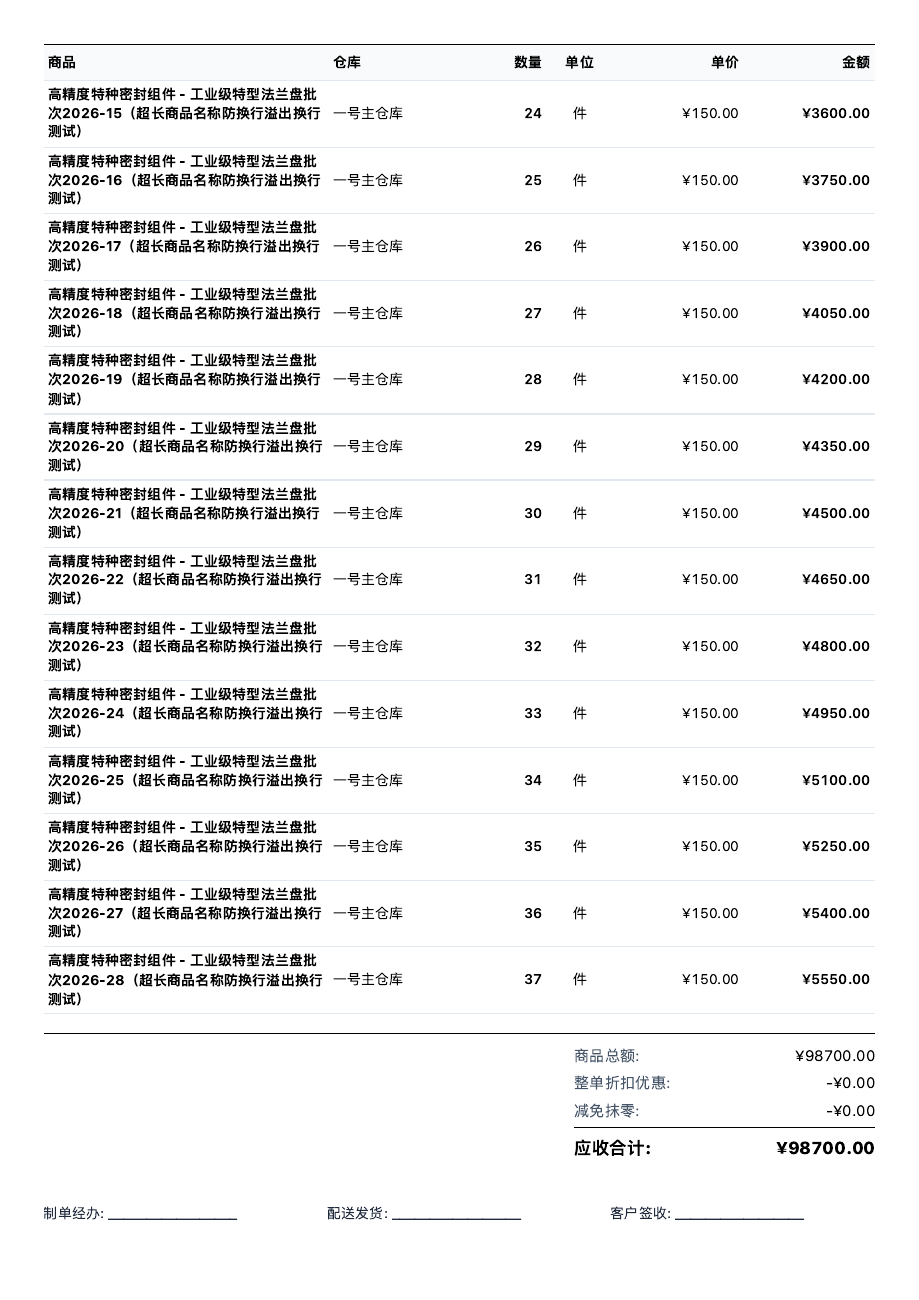 商品 仓库 数量 单位 单价 金额
高精度特种密封组件 - 工业级特型法兰盘批
次2026-15（超长商品名称防换行溢出换行 一号主仓库 24 件 ¥150.00 ¥3600.00
测试）
高精度特种密封组件 - 工业级特型法兰盘批
次2026-16（超长商品名称防换行溢出换行 一号主仓库 25 件 ¥150.00 ¥3750.00
测试）
高精度特种密封组件 - 工业级特型法兰盘批
次2026-17（超长商品名称防换行溢出换行 一号主仓库 26 件 ¥150.00 ¥3900.00
测试）
高精度特种密封组件 - 工业级特型法兰盘批
次2026-18（超长商品名称防换行溢出换行 一号主仓库 27 件 ¥150.00 ¥4050.00
测试）
高精度特种密封组件 - 工业级特型法兰盘批
次2026-19（超长商品名称防换行溢出换行 一号主仓库 28 件 ¥150.00 ¥4200.00
测试）
高精度特种密封组件 - 工业级特型法兰盘批
次2026-20（超长商品名称防换行溢出换行 一号主仓库 29 件 ¥150.00 ¥4350.00
测试）
高精度特种密封组件 - 工业级特型法兰盘批
次2026-21（超长商品名称防换行溢出换行 一号主仓库 30 件 ¥150.00 ¥4500.00
测试）
高精度特种密封组件 - 工业级特型法兰盘批
次2026-22（超长商品名称防换行溢出换行 一号主仓库 31 件 ¥150.00 ¥4650.00
测试）
高精度特种密封组件 - 工业级特型法兰盘批
次2026-23（超长商品名称防换行溢出换行 一号主仓库 32 件 ¥150.00 ¥4800.00
测试）
高精度特种密封组件 - 工业级特型法兰盘批
次2026-24（超长商品名称防换行溢出换行 一号主仓库 33 件 ¥150.00 ¥4950.00
测试）
高精度特种密封组件 - 工业级特型法兰盘批
次2026-25（超长商品名称防换行溢出换行 一号主仓库 34 件 ¥150.00 ¥5100.00
测试）
高精度特种密封组件 - 工业级特型法兰盘批
次2026-26（超长商品名称防换行溢出换行 一号主仓库 35 件 ¥150.00 ¥5250.00
测试）
高精度特种密封组件 - 工业级特型法兰盘批
次2026-27（超长商品名称防换行溢出换行 一号主仓库 36 件 ¥150.00 ¥5400.00
测试）
高精度特种密封组件 - 工业级特型法兰盘批
次2026-28（超长商品名称防换行溢出换行 一号主仓库 37 件 ¥150.00 ¥5550.00
测试）
商品总额: ¥98700.00
整单折扣优惠: -¥0.00
减免抹零: -¥0.00
应收合计: ¥98700.00
制单经办: ________________ 配送发货: ________________ 客户签收: ________________